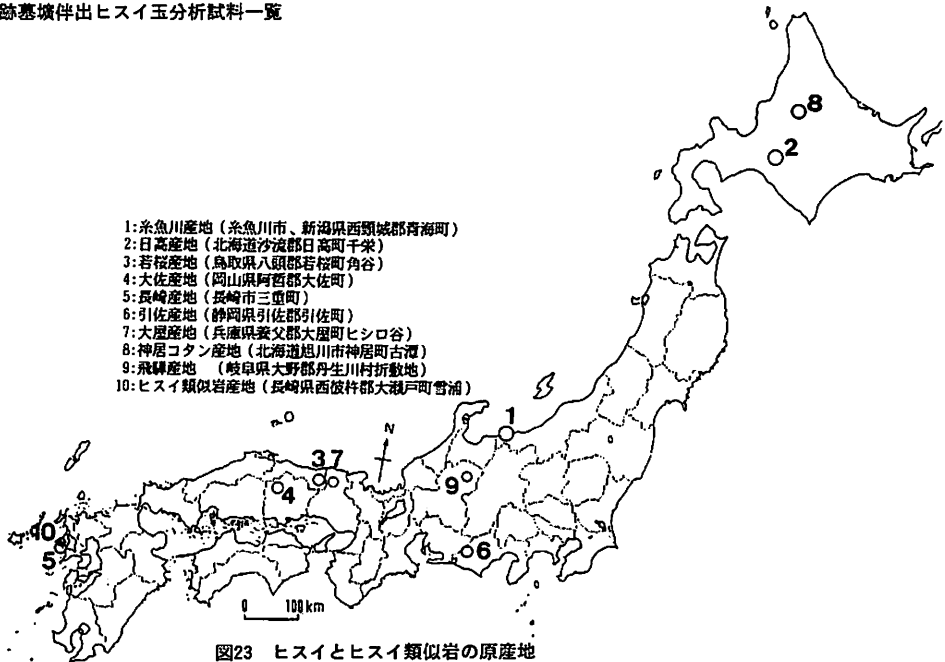 跡墓壙伴出ヒスイ玉分析試料一覧
8
2
1:糸魚川産地（糸魚川市、新潟県西頸城郡青海町）
2:日高産地（北海道沙流郡日高町千栄）
3:若桜産地（鳥取県八頭郡若桜町角谷）
4:大佐産地（岡山県阿哲郡大佐町）
5:長崎産地（長崎市三重町）
6:引佐産地（静岡県引佐郡引佐町）
7:大屋産地（兵庫県養父郡大屋町ヒシロ谷）
8:神居コタン産地（北海道旭川市神居町古潭）
9:飛騨産地　（岐阜県大野郡丹生川村折敷地）
10:ヒスイ類似岩産地（長崎県西彼杵郡大瀬戸町雪浦）
1
N
3 7
4
9
10
5
6
0 100km
図23　ヒスイとヒスイ類似岩の原産地